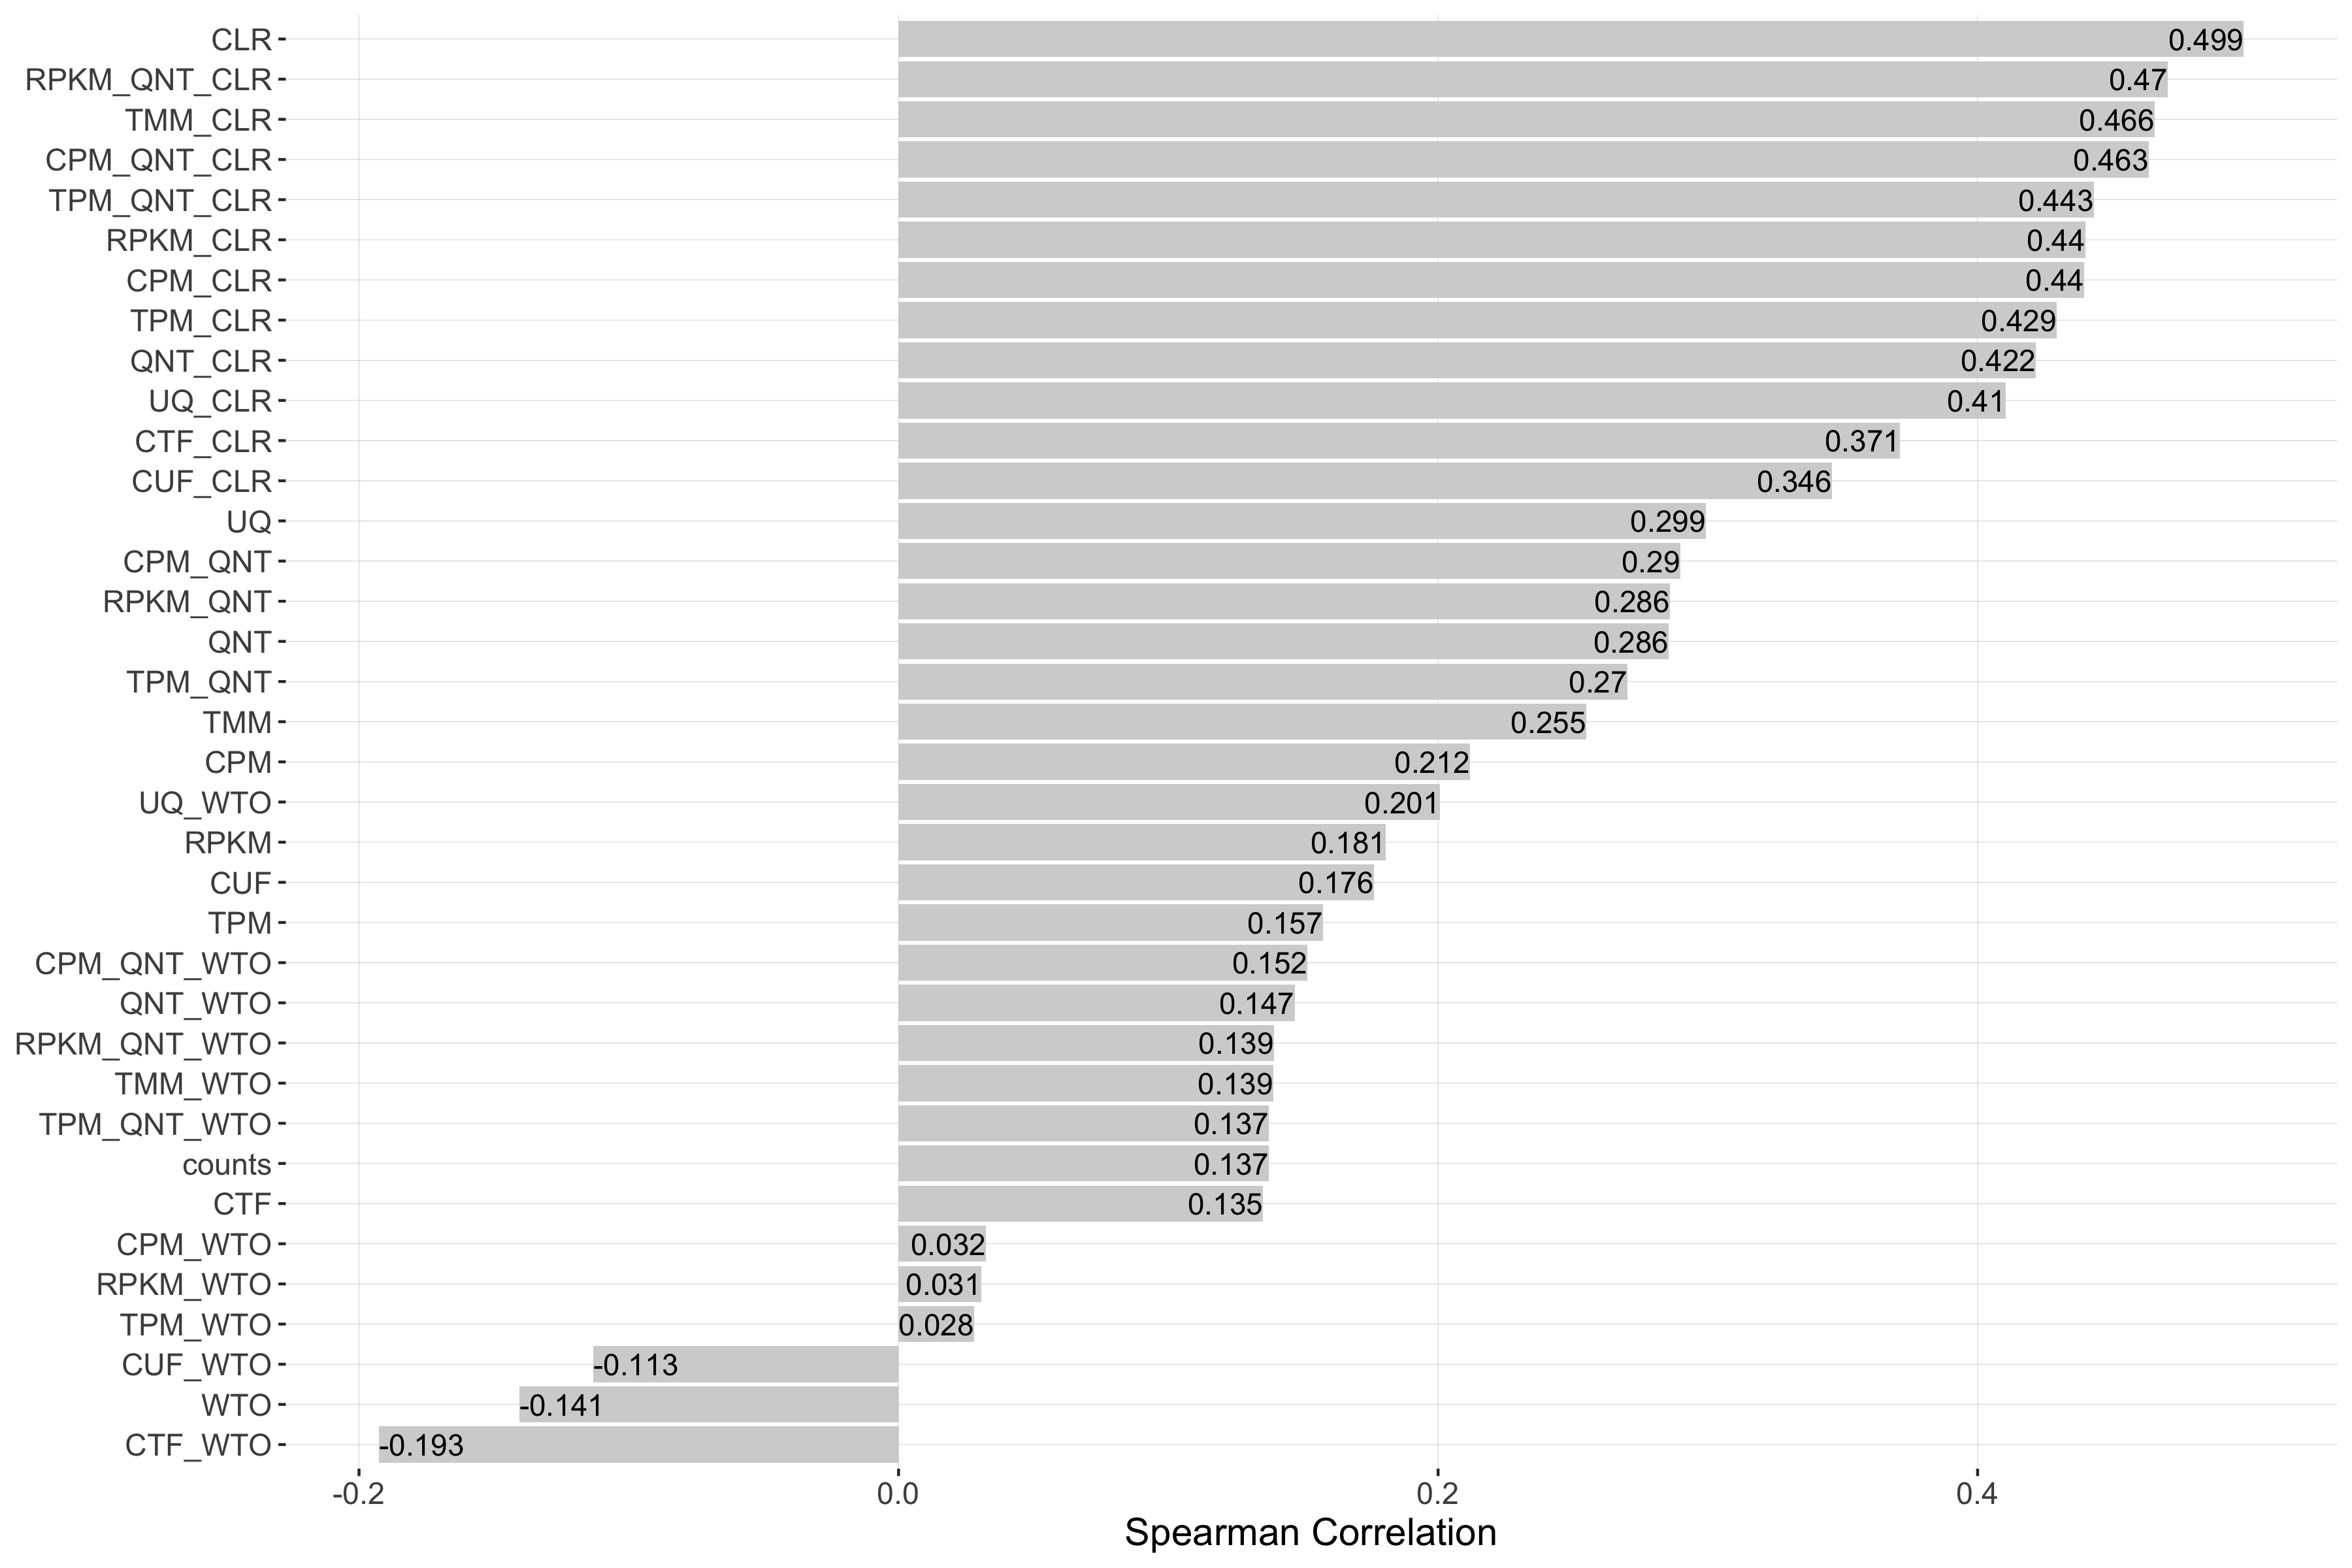 CLR 0.499
RPKM_QNT_CLR 0.47
TMM_CLR 0.466
CPM_QNT_CLR 0.463
TPM_QNT_CLR 0.443
RPKM_CLR 0.44
CPM_CLR 0.44
TPM_CLR 0.429
QNT_CLR 0.422
UQ_CLR 0.41
CTF_CLR 0.371
CUF_CLR 0.346
UQ 0.299
CPM_QNT 0.29
RPKM_QNT 0.286
QNT 0.286
TPM_QNT 0.27
TMM 0.255
CPM 0.212
UQ_WTO 0.201
RPKM 0.181
CUF 0.176
TPM 0.157
CPM_QNT_WTO 0.152
QNT_WTO 0.147
RPKM_QNT_WTO 0.139
TMM_WTO 0.139
TPM_QNT_WTO 0.137
counts 0.137
CTF 0.135
CPM_WTO 0.032
RPKM_WTO 0.031
TPM_WTO 0.028
CUF_WTO -0.113
WTO -0.141
CTF_WTO -0.193
-0.2 0.0 0.2 0.4
Spearman Correlation